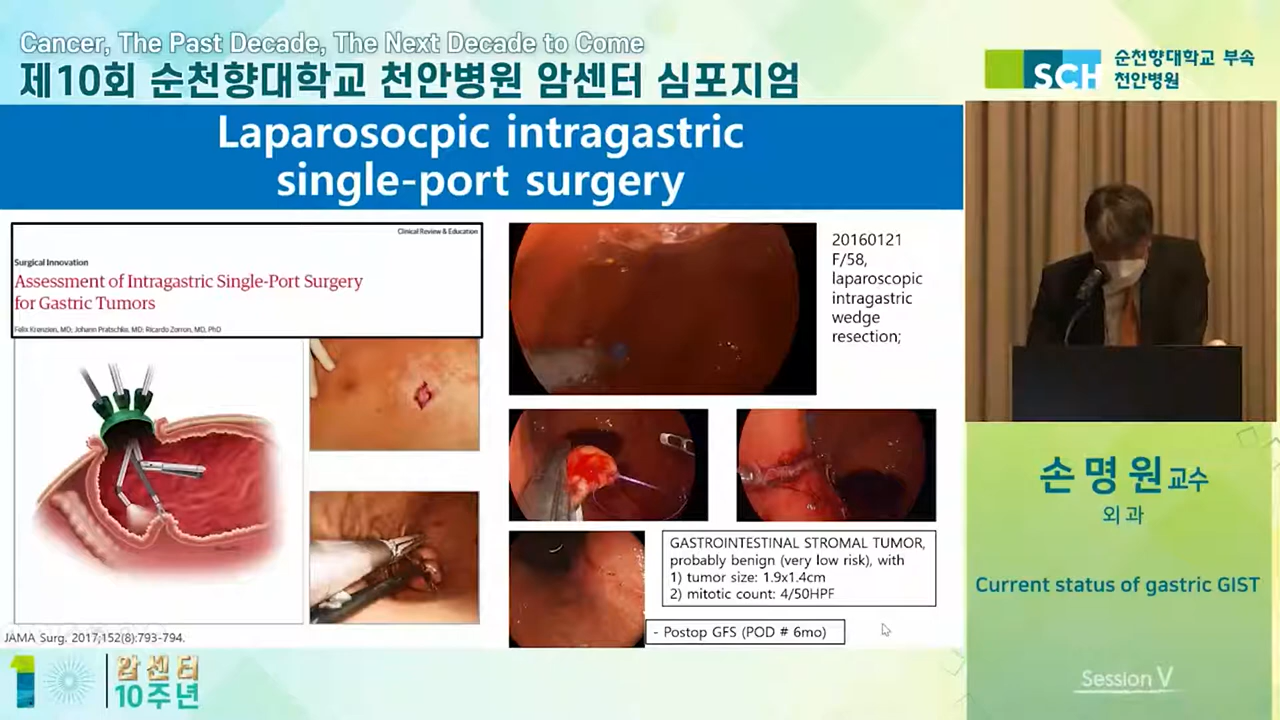 Cancer, The Past Decade, The Next Decade to Come
제10회 순천향대학교 천안병원 암센터 심포지엄
SCH
순천향대학교 부속
천안병원
Laparosocpic intragastric
single-port surgery
Clinical Review & Education
Surgical Innovation
Assessment of Intragastric Single-Port Surgery
for Gastric Tumors
Felix Krenzien, MD; Johann Pratschke, MD; Ricardo Zorron, MD, PhD
20160121
F/58,
laparoscopic
intragastric
wedge
resection;
GASTROINTESTINAL STROMAL TUMOR,
probably benign (very low risk), with
1) tumor size: 1.9x1.4cm
2) mitotic count: 4/50HPF
- Postop GFS (POD # 6mo)
JAMA Surg. 2017;152(8):793-794.
손명원 교수
외과
Current status of gastric GIST
Session V
10
암센터
10주년